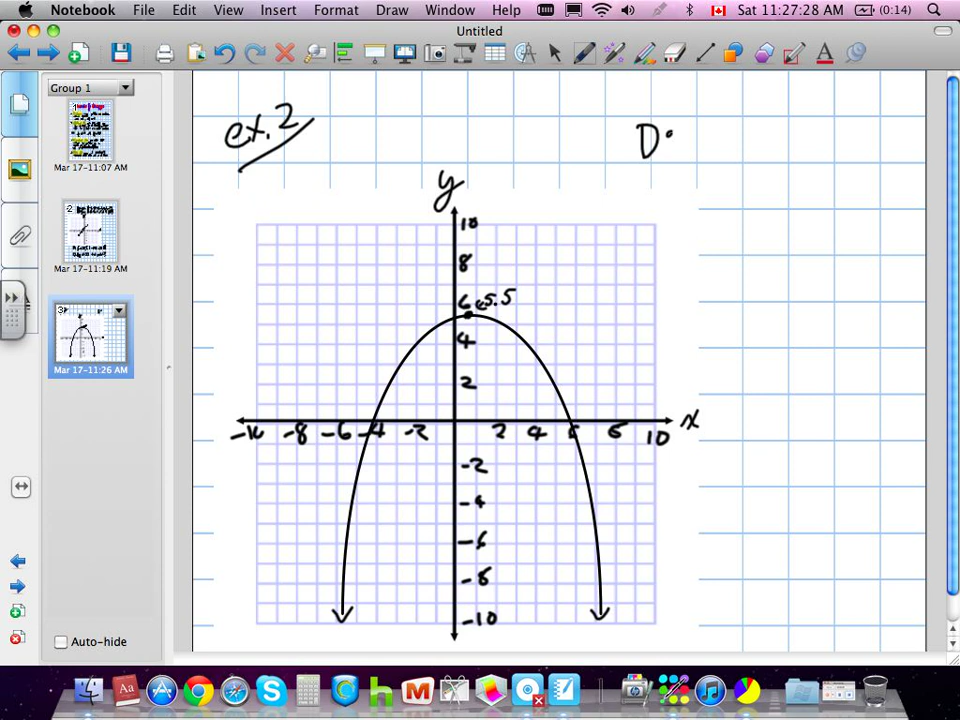 Notebook File Edit View Insert Format Draw Window Help Sat 11:27:28 AM (0:14)
Untitled
Group 1
Mar 17-11:07 AM
2
Mar 17-11:19 AM
3
Mar 17-11:26 AM
Auto-hide
ex.2
D:
y
10
8
6 5.5
4
2
-10 -8 -6 -4 -2 2 4 6 8 10 x
-2
-4
-6
-8
-10